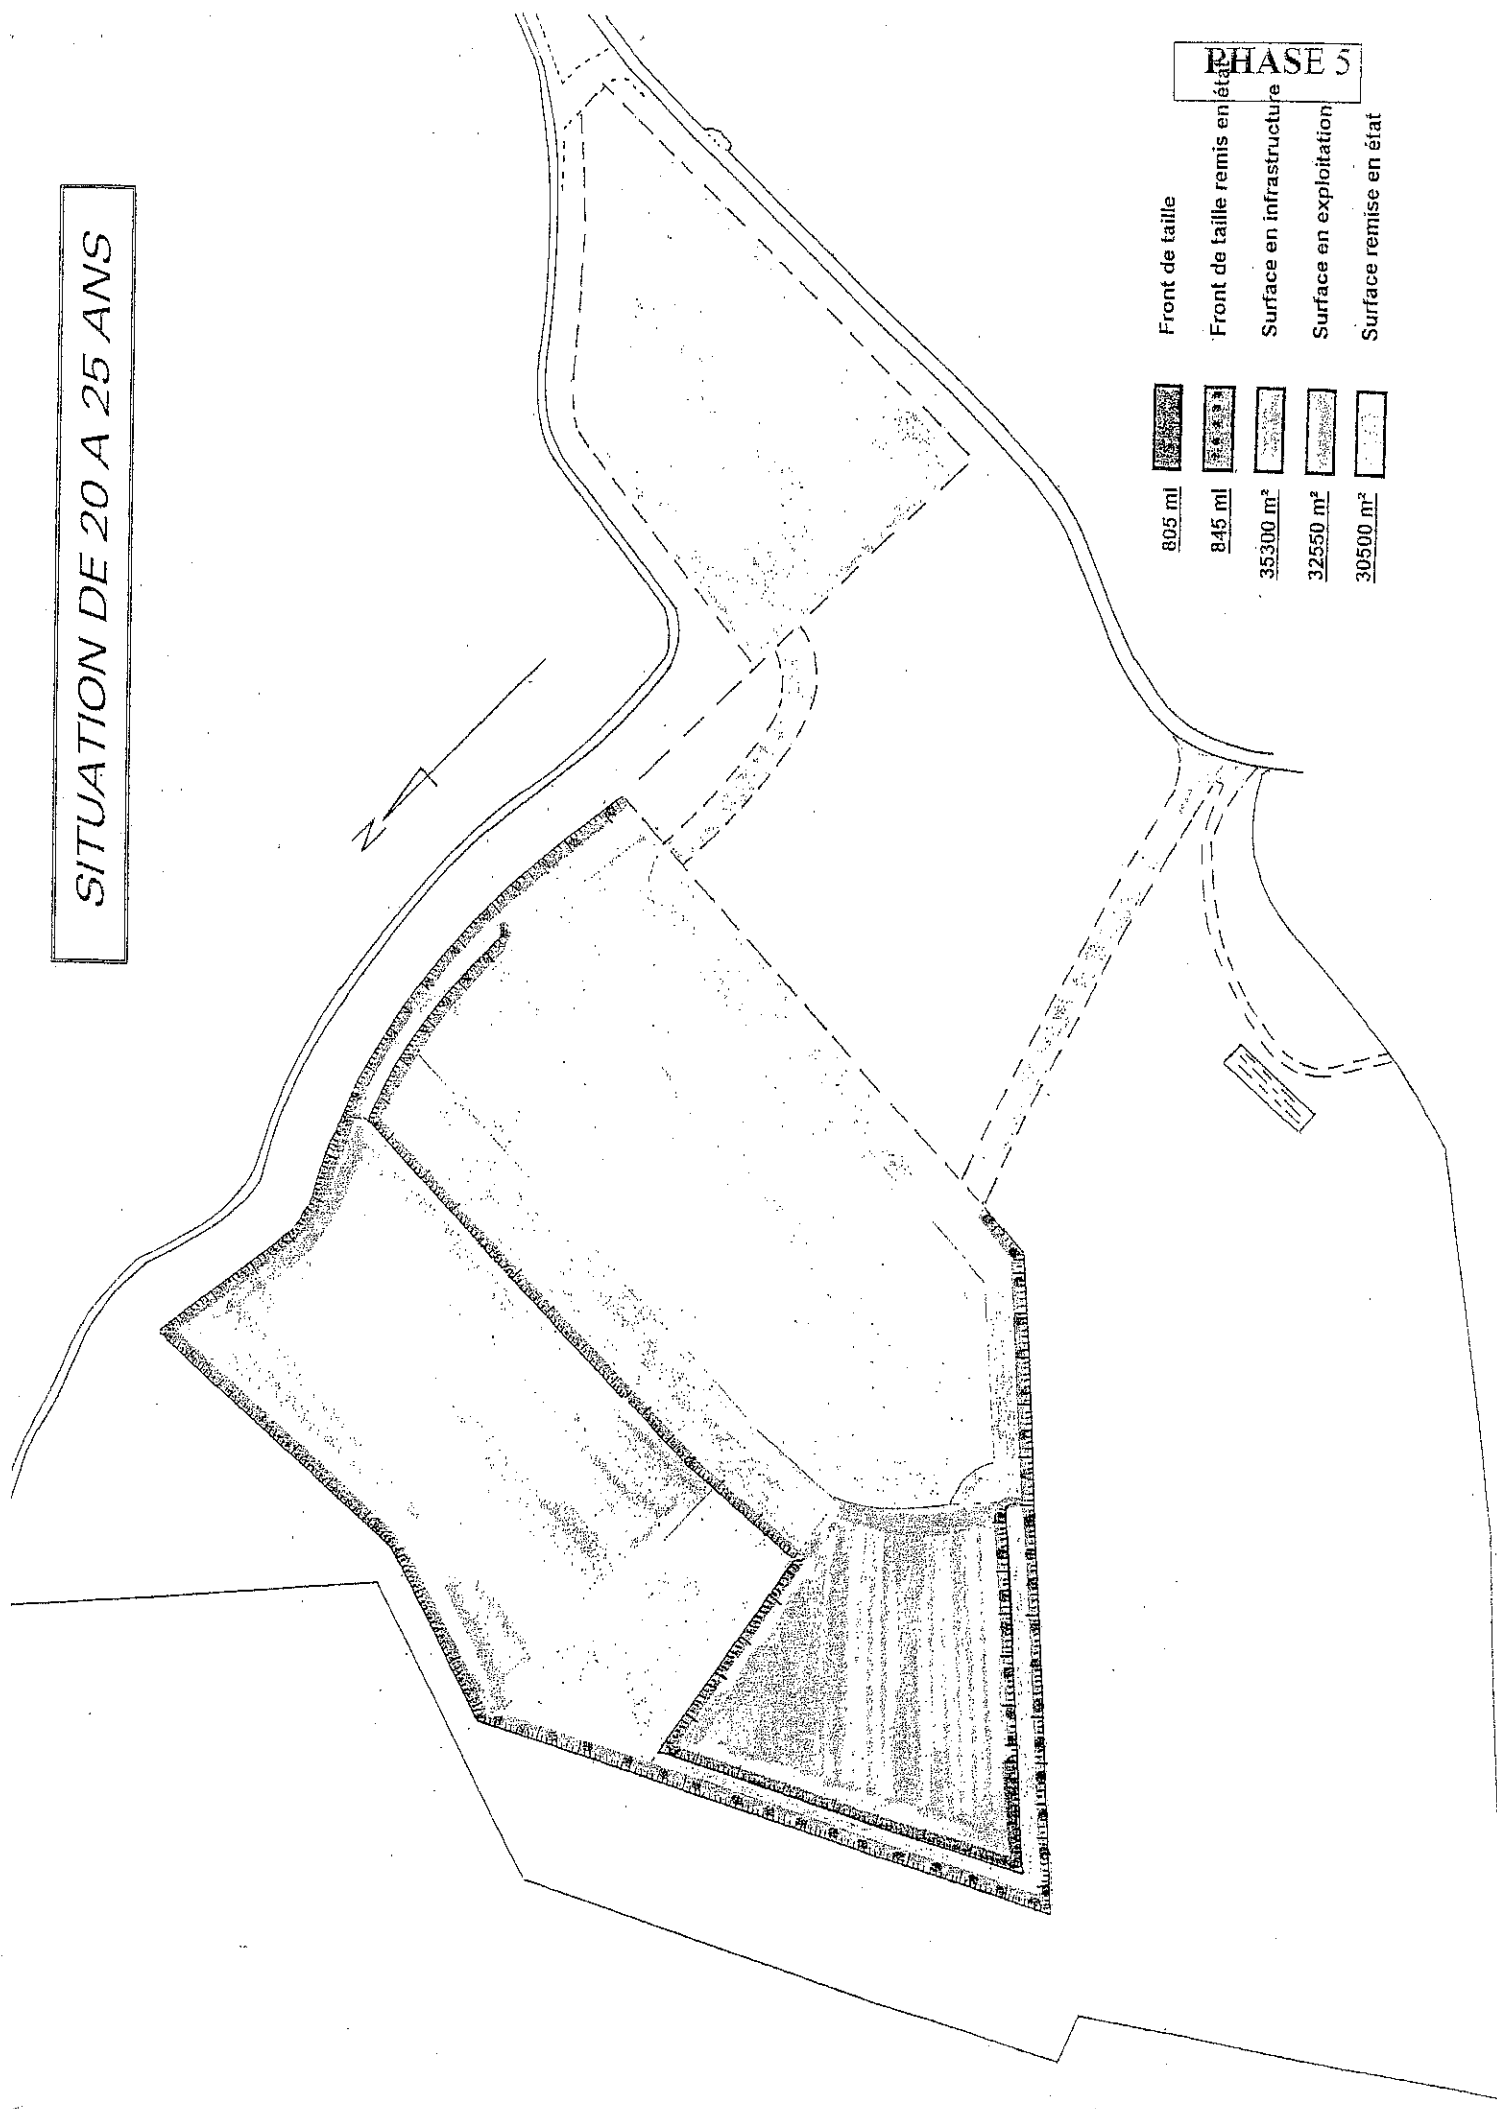 SITUATION DE 20 A 25 ANS
PHASE 5
N
805 ml Front de taille
845 ml Front de taille remis en état
35300 m² Surface en infrastructure
32550 m² Surface en exploitation
30500 m² Surface remise en état